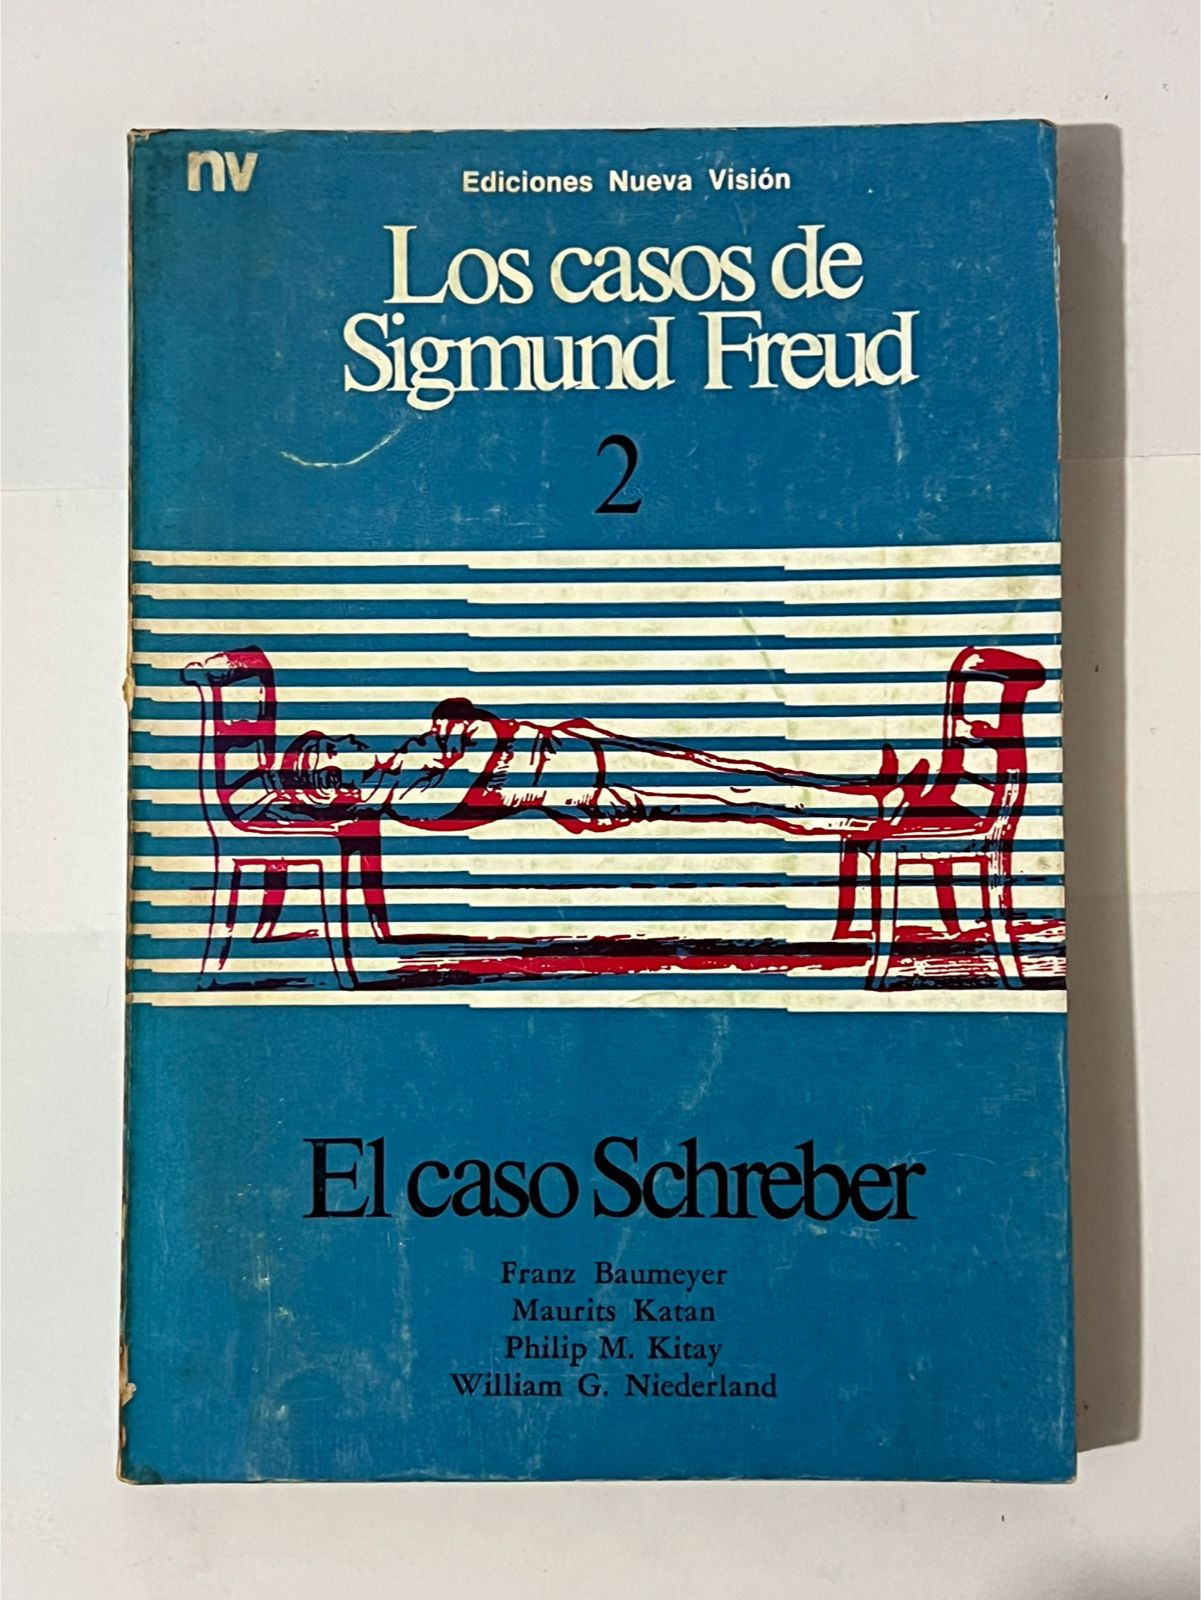 nv
Ediciones Nueva Visión
Los casos de
Sigmund Freud
2
El caso Schreber
Franz Baumeyer
Maurits Katan
Philip M. Kitay
William G. Niederland